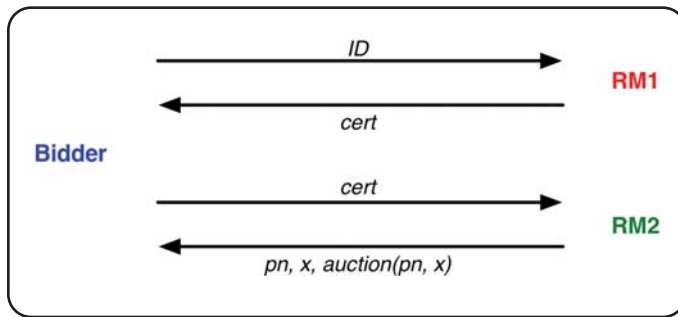 ID
RM1
cert
Bidder
cert
RM2
pn, x, auction(pn, x)